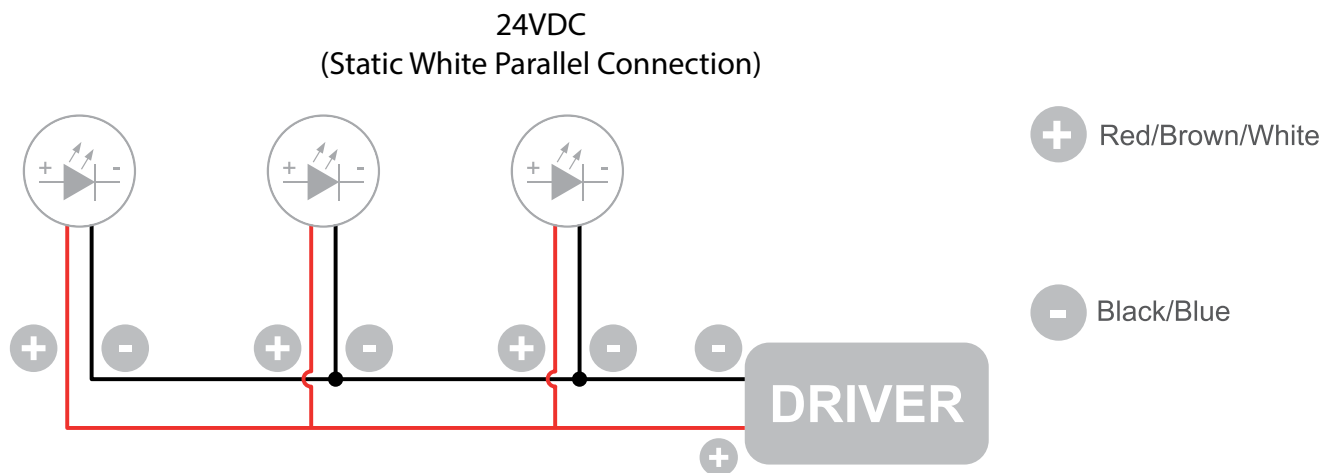 24VDC
(Static White Parallel Connection)
+ -
+ -
+ -
+ Red/Brown/White
- Black/Blue
+ - + - + - -
DRIVER
+